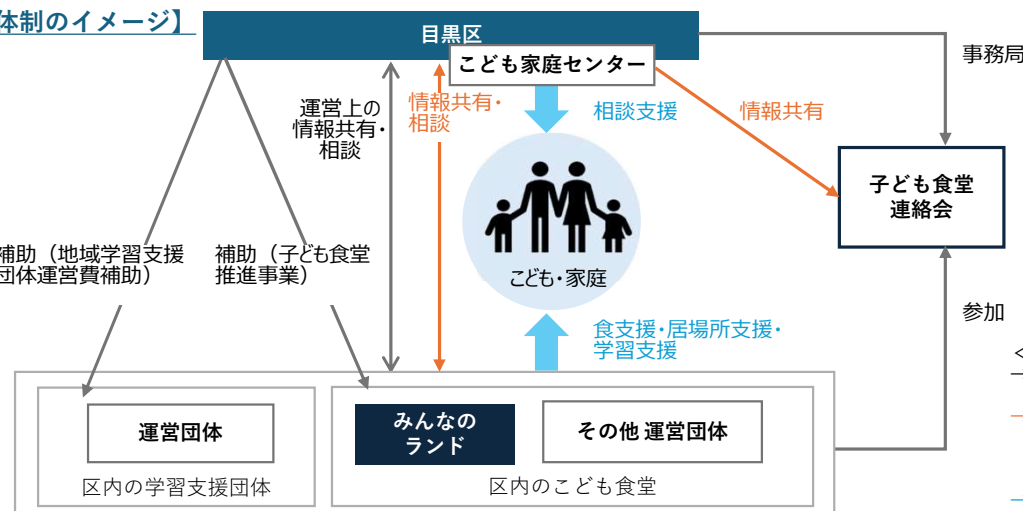 体制のイメージ】
目黒区
こども家庭センター
事務局
運営上の
情報共有・
相談
情報共有・
相談
相談支援
情報共有
子ども食堂
連絡会
補助（地域学習支援
団体運営費補助）
補助（子ども食堂
推進事業）
こども・家庭
参加
食支援・居場所支援・
学習支援
＜
運営団体
みんなの
ランド
その他 運営団体
区内の学習支援団体
区内のこども食堂